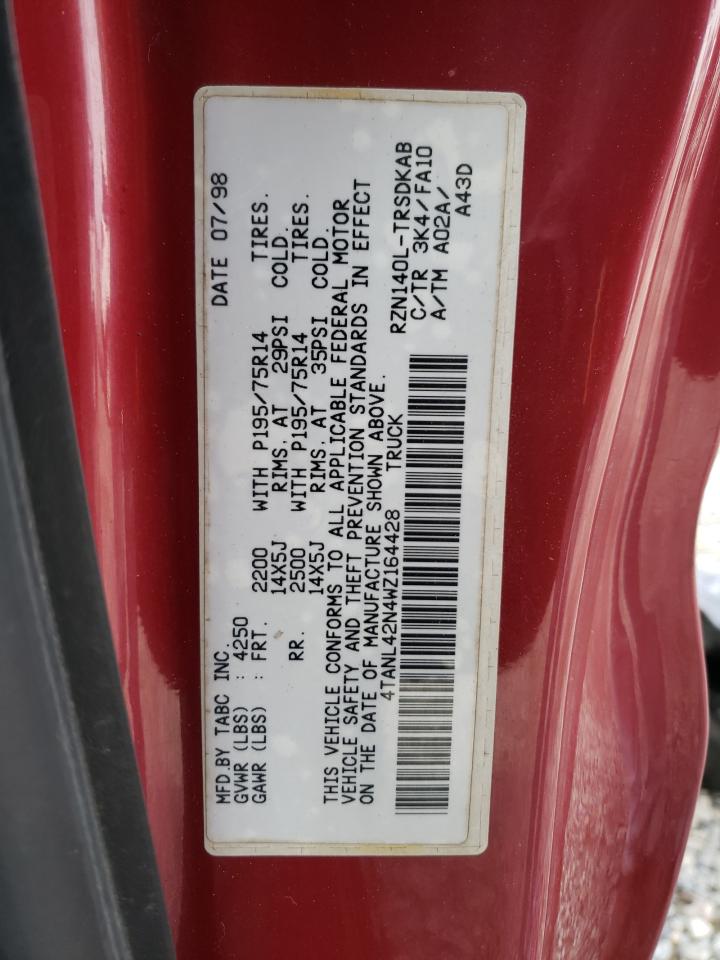 MFD.BY TABC INC. DATE 07/98
GVWR (LBS) : 4250
GAWR (LBS) : FRT. 2200 WITH P195/75R14 TIRES.
14X5J RIMS, AT 29PSI COLD.
RR. 2500 WITH P195/75R14 TIRES.
14X5J RIMS, AT 35PSI COLD.
THIS VEHICLE CONFORMS TO ALL APPLICABLE FEDERAL MOTOR
VEHICLE SAFETY AND THEFT PREVENTION STANDARDS IN EFFECT
ON THE DATE OF MANUFACTURE SHOWN ABOVE.
4TANL42N4WZ164428 TRUCK
RZN140L-TRSDKAB
C/TR 3K4/FA10
A/TM A02A/
A43D